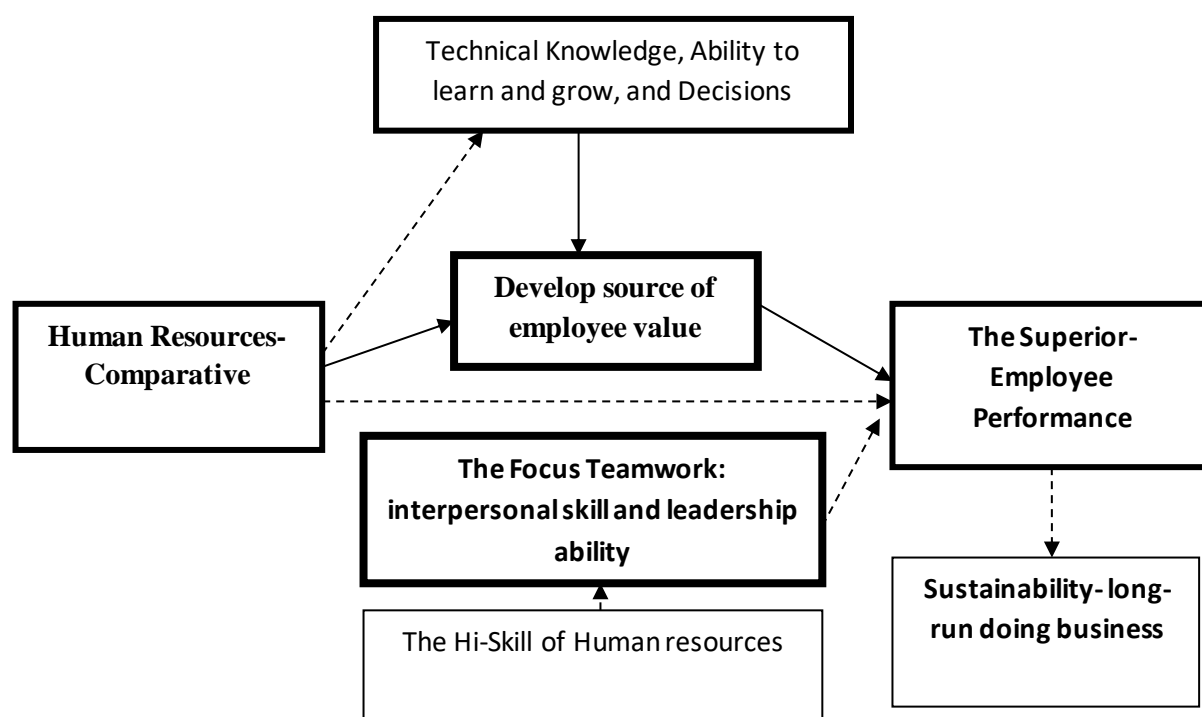 Technical Knowledge, Ability to
learn and grow, and Decisions
Develop source of
employee value
Human Resources-
Comparative
The Superior-
Employee
Performance
The Focus Teamwork:
interpersonal skill and leadership
ability
Sustainability- long-
run doing business
The Hi-Skill of Human resources